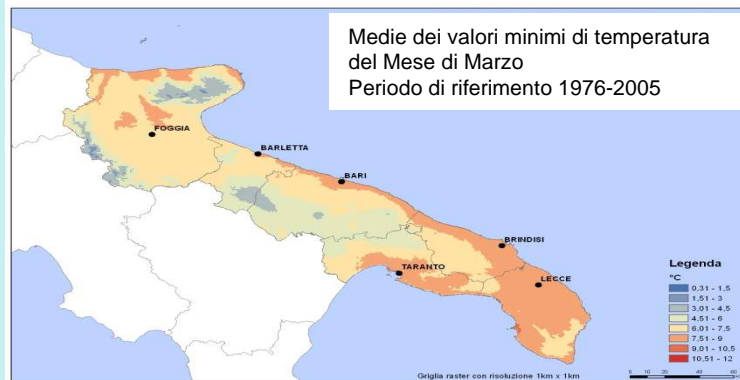 Medie dei valori minimi di temperatura
del Mese di Marzo
Periodo di riferimento 1976-2005
FOGGIA
BARLETTA
BARI
BRINDISI
TARANTO
LECCE
Legenda
°C
0,31 - 1,5
1,51 - 3
3,01 - 4,5
4,51 - 6
6,01 - 7,5
7,51 - 9
9,01 - 10,5
10,51 - 12
Griglia raster con risoluzione 1km x 1km